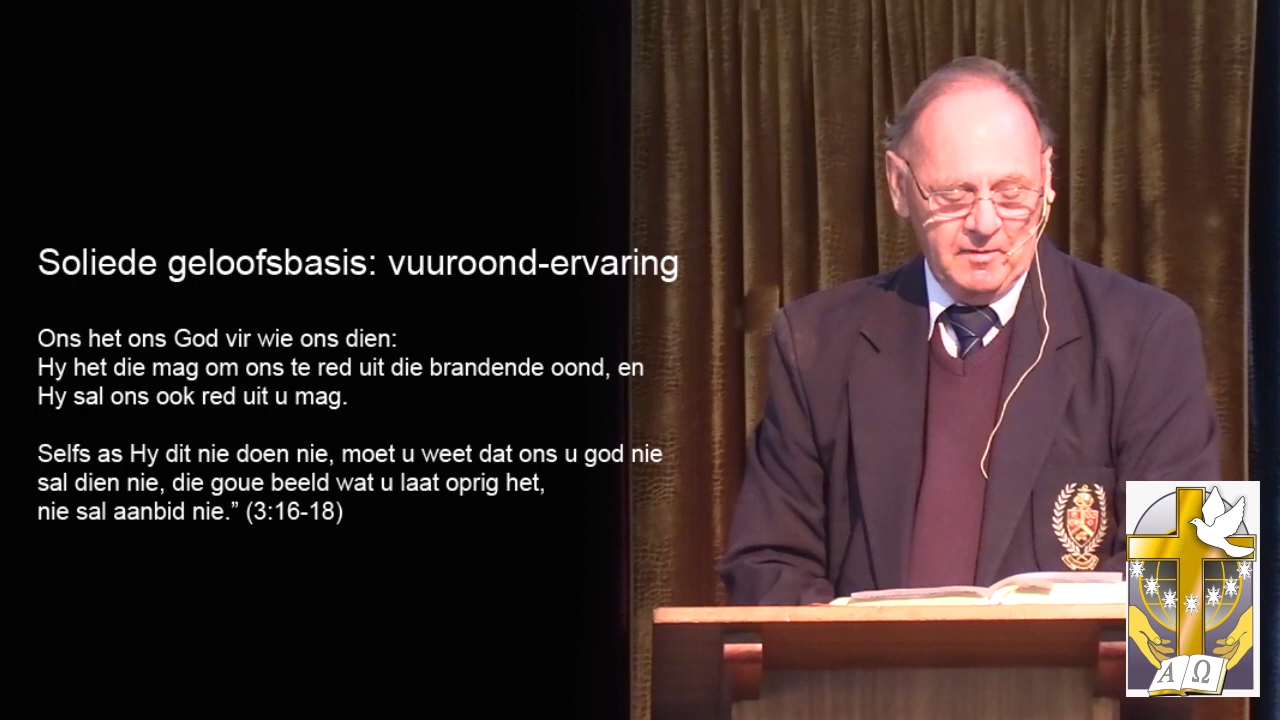 Soliede geloofsbasis: vuuroond-ervaring
Ons het ons God vir wie ons dien:
Hy het die mag om ons te red uit die brandende oond, en
Hy sal ons ook red uit u mag.
Selfs as Hy dit nie doen nie, moet u weet dat ons u god nie
sal dien nie, die goue beeld wat u laat oprig het,
nie sal aanbid nie.” (3:16-18)
A Ω